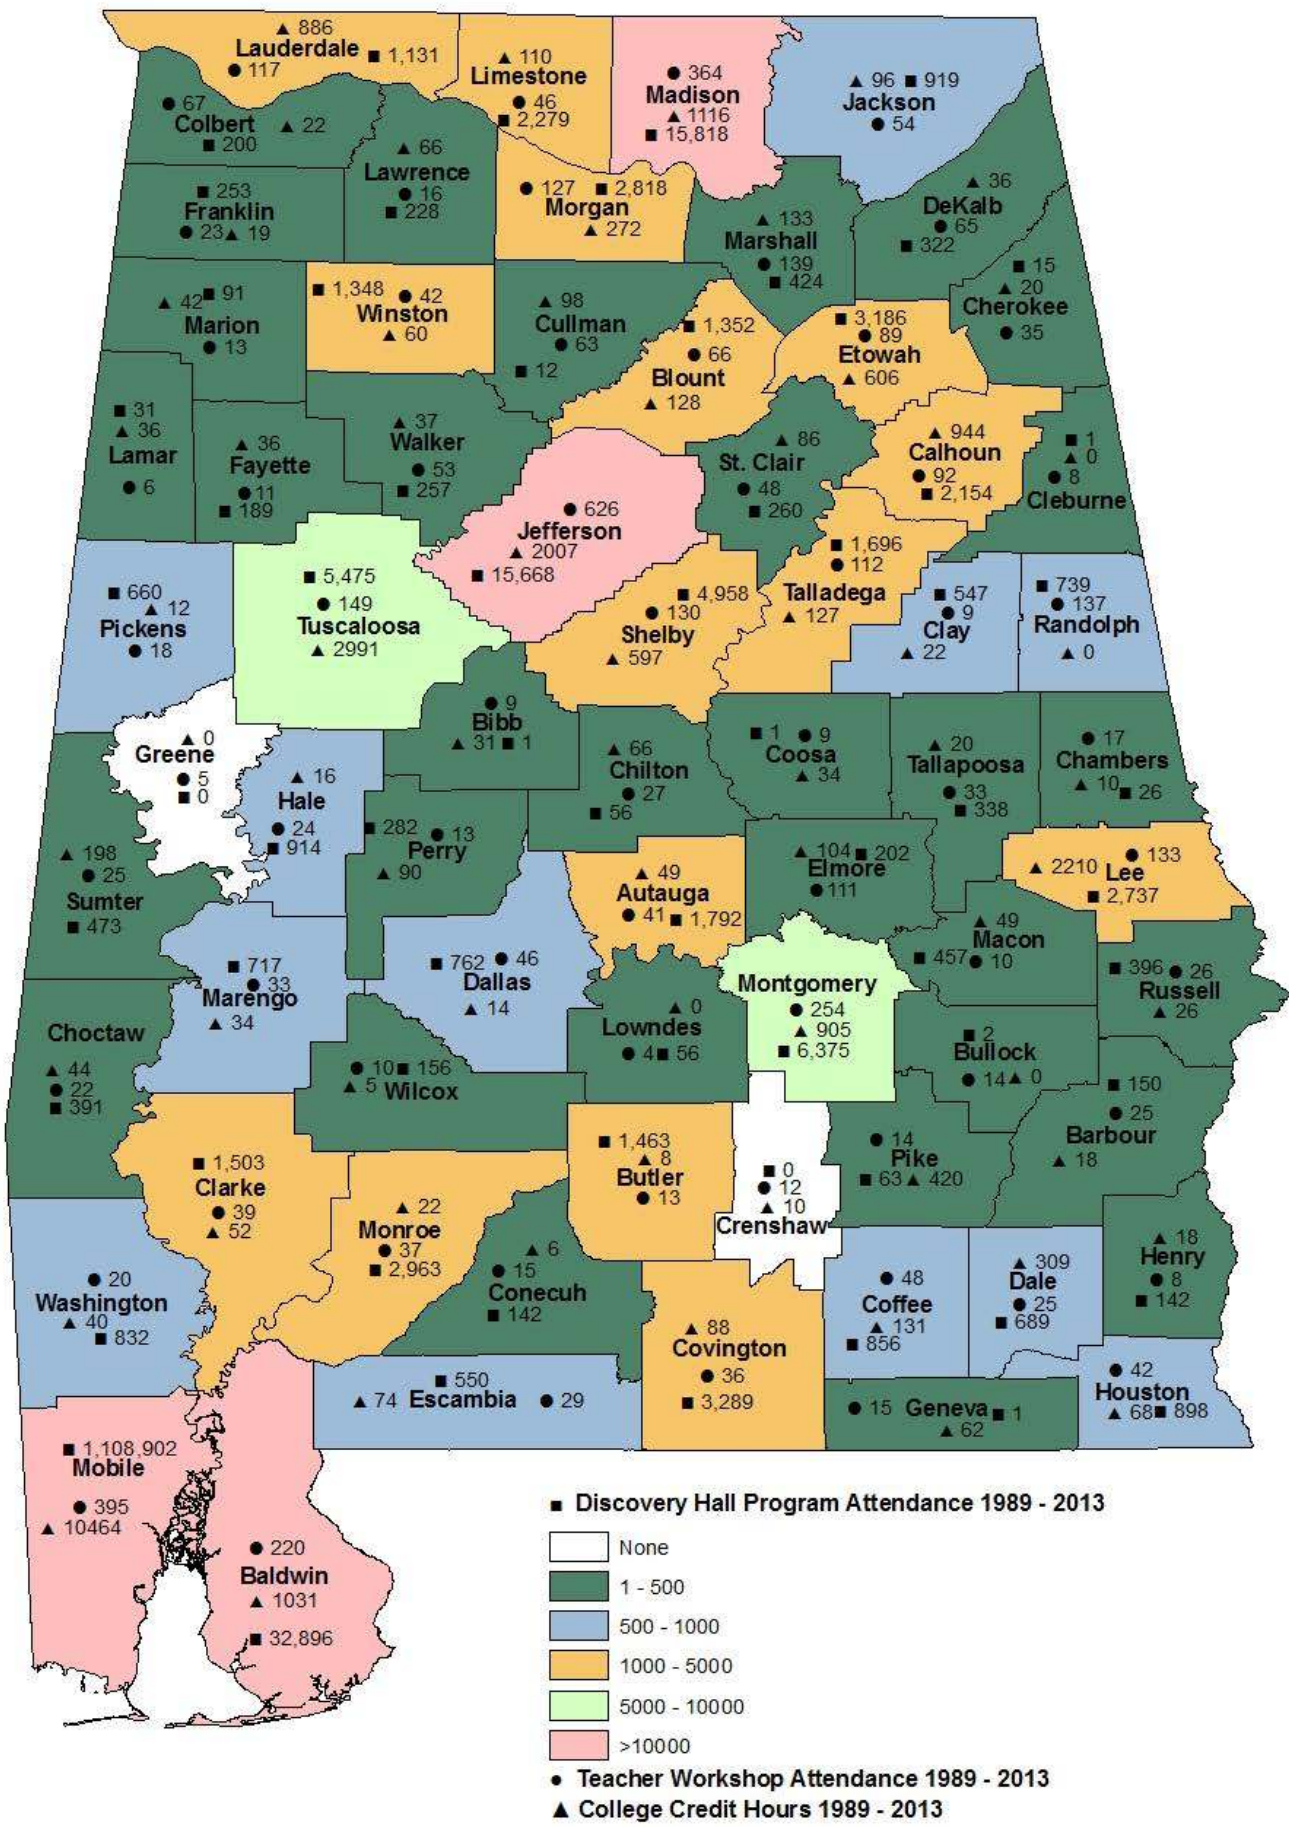 ▲ 886
Lauderdale
■ 1,131
● 117
▲ 110
Limestone
● 46
■ 2,279
● 364
Madison
▲ 1116
■ 15,818
▲ 96 ■ 919
Jackson
● 54
● 67
Colbert
▲ 22
■ 200
▲ 66
Lawrence
● 16
■ 228
■ 253
Franklin
● 23 ▲ 19
● 127 ■ 2,818
Morgan
▲ 272
▲ 133
Marshall
● 139
■ 424
▲ 36
DeKalb
● 65
■ 322
■ 15
▲ 20
Cherokee
● 35
▲ 42 ■ 91
Marion
● 13
■ 1,348 ● 42
Winston
▲ 60
▲ 98
Cullman
● 63
■ 12
■ 1,352
● 66
Blount
▲ 128
■ 3,186
● 89
Etowah
▲ 606
■ 31
▲ 36
Lamar
● 6
▲ 36
Fayette
● 11
■ 189
▲ 37
Walker
● 53
■ 257
● 626
Jefferson
▲ 2007
■ 15,668
▲ 86
St. Clair
● 48
■ 260
▲ 944
Calhoun
● 92
■ 2,154
■ 1
▲ 0
● 8
Cleburne
■ 660
▲ 12
Pickens
● 18
■ 5,475
● 149
Tuscaloosa
▲ 2991
■ 4,958
● 130
Shelby
▲ 597
■ 1,696
● 112
Talladega
▲ 127
■ 547
● 9
Clay
▲ 22
■ 739
● 137
Randolph
▲ 0
▲ 0
Greene
● 5
■ 0
▲ 16
Hale
● 24
■ 914
● 9
Bibb
▲ 31 ■ 1
▲ 66
Chilton
● 27
■ 56
■ 1 ● 9
Coosa
▲ 34
▲ 20
Tallapoosa
● 33
■ 338
● 17
Chambers
▲ 10 ■ 26
▲ 198
● 25
Sumter
■ 473
■ 282 ● 13
Perry
▲ 90
▲ 49
Autauga
● 41 ■ 1,792
▲ 104 ■ 202
Elmore
● 111
▲ 2210 ● 133
Lee
■ 2,737
■ 717
● 33
Marengo
▲ 34
■ 762 ● 46
Dallas
▲ 14
▲ 0
Lowndes
● 4 ■ 56
Montgomery
● 254
▲ 905
■ 6,375
▲ 49
Macon
■ 457 ● 10
■ 396 ● 26
Russell
▲ 26
Choctaw
▲ 44
● 22
■ 391
● 10 ■ 156
▲ 5 Wilcox
■ 2
Bullock
● 14 ▲ 0
■ 150
● 25
Barbour
▲ 18
■ 1,503
Clarke
● 39
▲ 52
▲ 22
Monroe
● 37
■ 2,963
■ 1,463
▲ 8
Butler
● 13
■ 0
● 12
▲ 10
Crenshaw
● 14
Pike
■ 63 ▲ 420
● 20
Washington
▲ 40
■ 832
▲ 6
● 15
Conecuh
■ 142
▲ 88
Covington
● 36
■ 3,289
● 48
Coffee
▲ 131
■ 856
▲ 309
Dale
● 25
■ 689
▲ 18
Henry
● 8
■ 142
■ 550
▲ 74 Escambia ● 29
● 15 Geneva ■ 1
▲ 62
● 42
Houston
▲ 68 ■ 898
■ 1,108,902
Mobile
● 395
▲ 10464
● 220
Baldwin
▲ 1031
■ 32,896
■ Discovery Hall Program Attendance 1989 - 2013
None
1 - 500
500 - 1000
1000 - 5000
5000 - 10000
>10000
● Teacher Workshop Attendance 1989 - 2013
▲ College Credit Hours 1989 - 2013